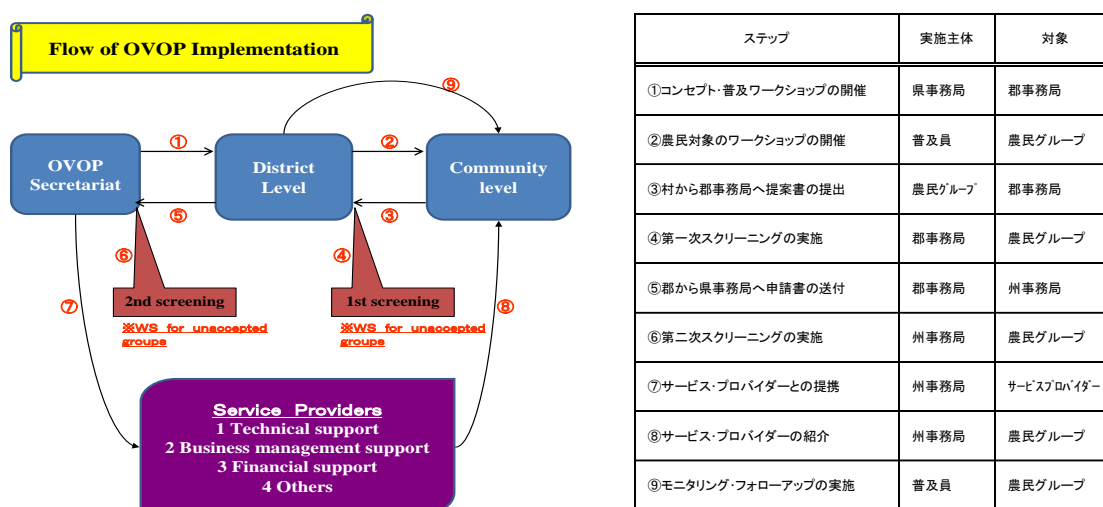 Flow of OVOP Implementation
⑨
①
②
OVOP
Secretariat
District
Level
Community
level
⑤
③
⑥
④
2nd screening
1st screening
⑦
⑧
※WS for unaccepted
groups
※WS for unaccepted
groups
Service Providers
1 Technical support
2 Business management support
3 Financial support
4 Others
ステップ 実施主体 対象
①コンセプト・普及ワークショップの開催 県事務局 郡事務局
②農民対象のワークショップの開催 普及員 農民グループ
③村から郡事務局へ提案書の提出 農民グループ 郡事務局
④第一次スクリーニングの実施 郡事務局 農民グループ
⑤郡から県事務局へ申請書の送付 郡事務局 州事務局
⑥第二次スクリーニングの実施 州事務局 農民グループ
⑦サービス・プロバイダーとの提携 州事務局 サービスプロバイダー
⑧サービス・プロバイダーの紹介 州事務局 農民グループ
⑨モニタリング・フォローアップの実施 普及員 農民グループ